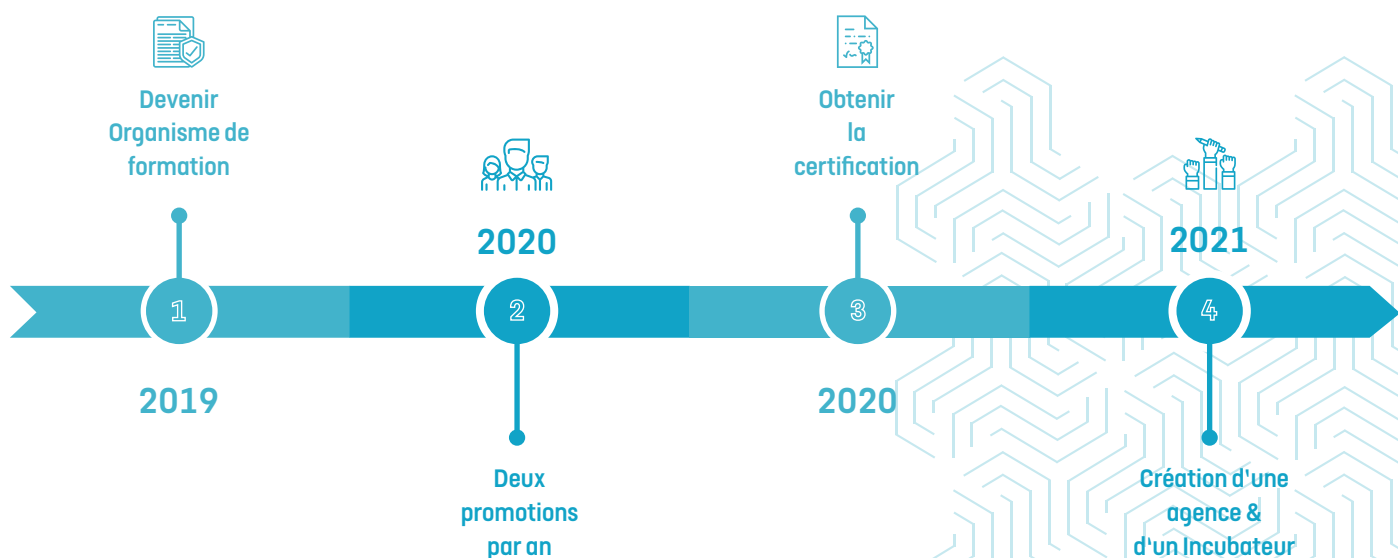 Devenir
Organisme de
formation
1
2019
2020
2
Deux
promotions
par an
Obtenir
la
certification
3
2020
2021
4
Création d'une
agence &
d'un Incubateur